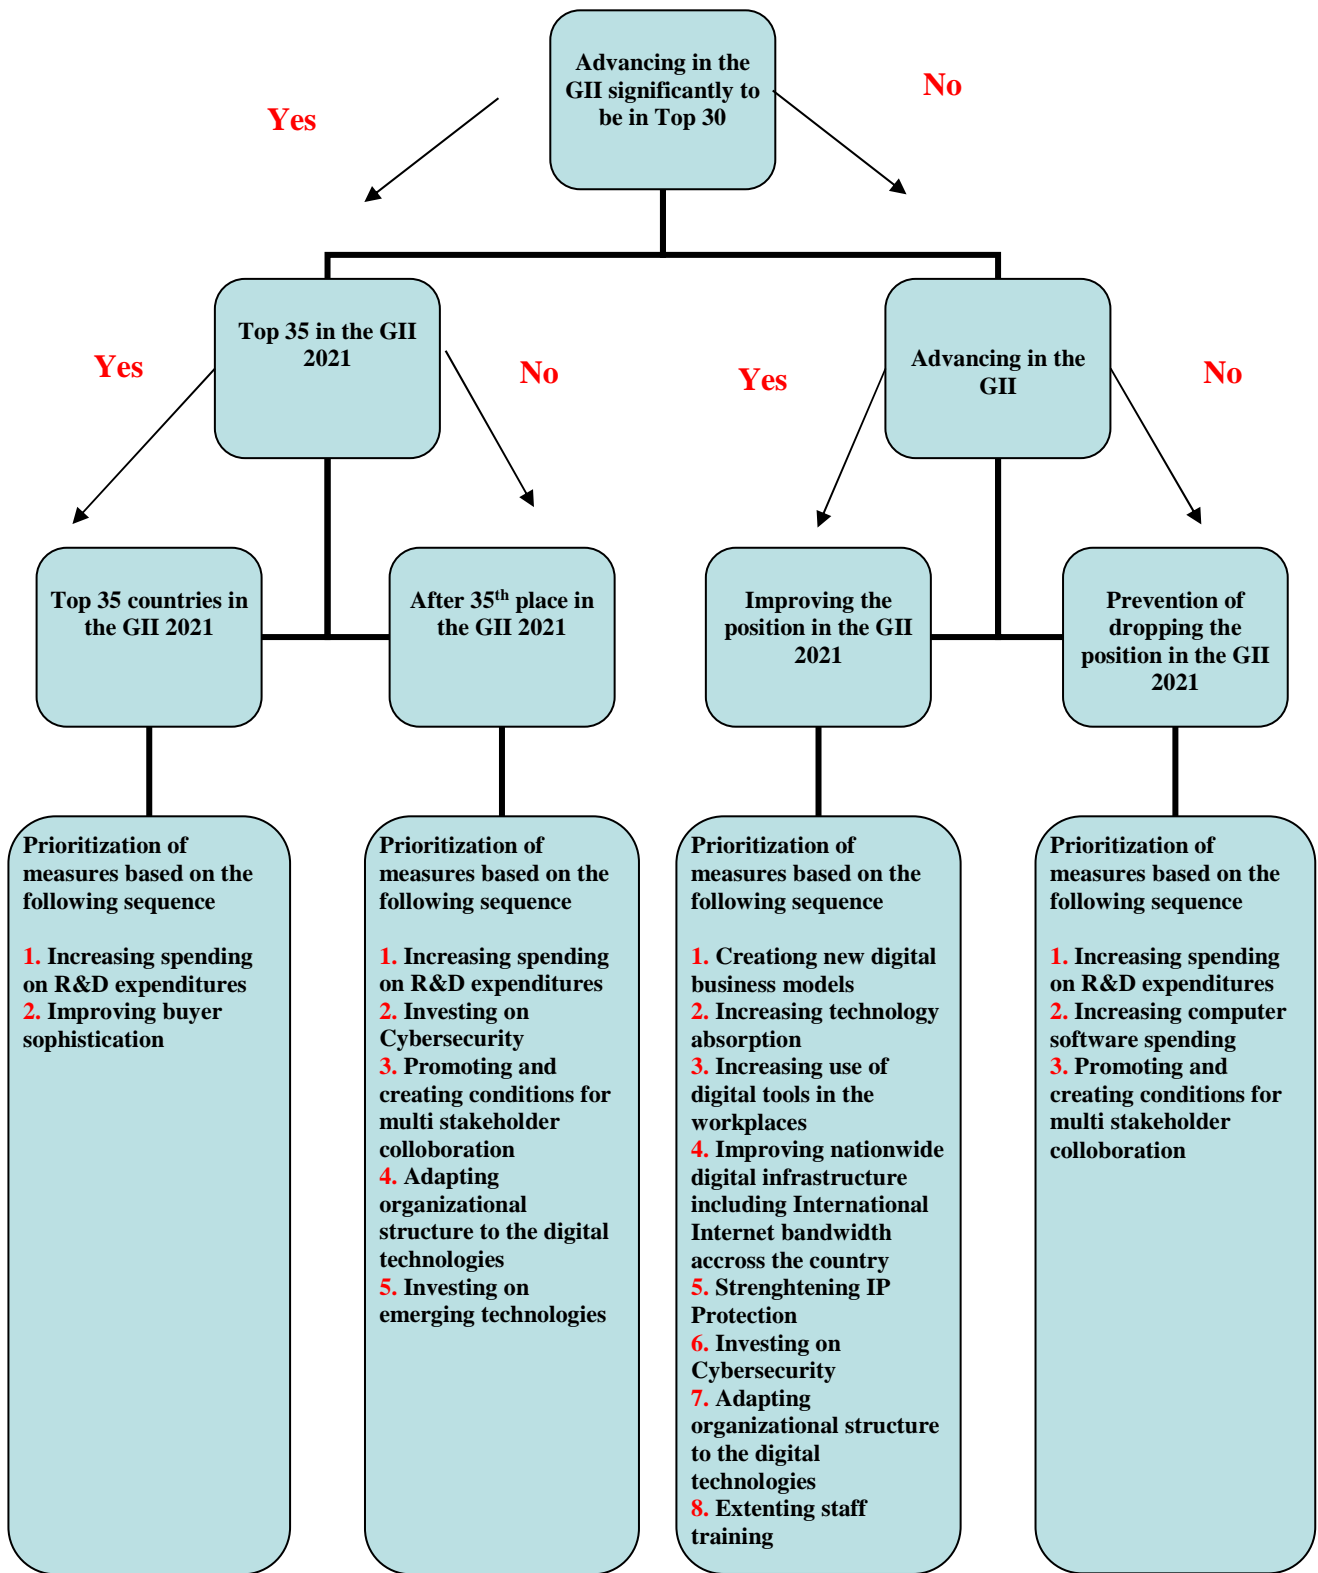 Advancing in the
GII significantly to
be in Top 30
Yes
No
Top 35 in the GII
2021
Advancing in the
GII
Yes
No
Yes
No
Top 35 countries in
the GII 2021
After 35th place in
the GII 2021
Improving the
position in the GII
2021
Prevention of
dropping the
position in the GII
2021
Prioritization of
measures based on the
following sequence
1. Increasing spending
on R&D expenditures
2. Improving buyer
sophistication
Prioritization of
measures based on the
following sequence
1. Increasing spending
on R&D expenditures
2. Investing on
Cybersecurity
3. Promoting and
creating conditions for
multi stakeholder
colloboration
4. Adapting
organizational
structure to the digital
technologies
5. Investing on
emerging technologies
Prioritization of
measures based on the
following sequence
1. Creationg new digital
business models
2. Increasing technology
absorption
3. Increasing use of
digital tools in the
workplaces
4. Improving nationwide
digital infrastructure
including International
Internet bandwidth
accross the country
5. Strenghtening IP
Protection
6. Investing on
Cybersecurity
7. Adapting
organizational structure
to the digital
technologies
8. Extenting staff
training
Prioritization of
measures based on the
following sequence
1. Increasing spending
on R&D expenditures
2. Increasing computer
software spending
3. Promoting and
creating conditions for
multi stakeholder
colloboration